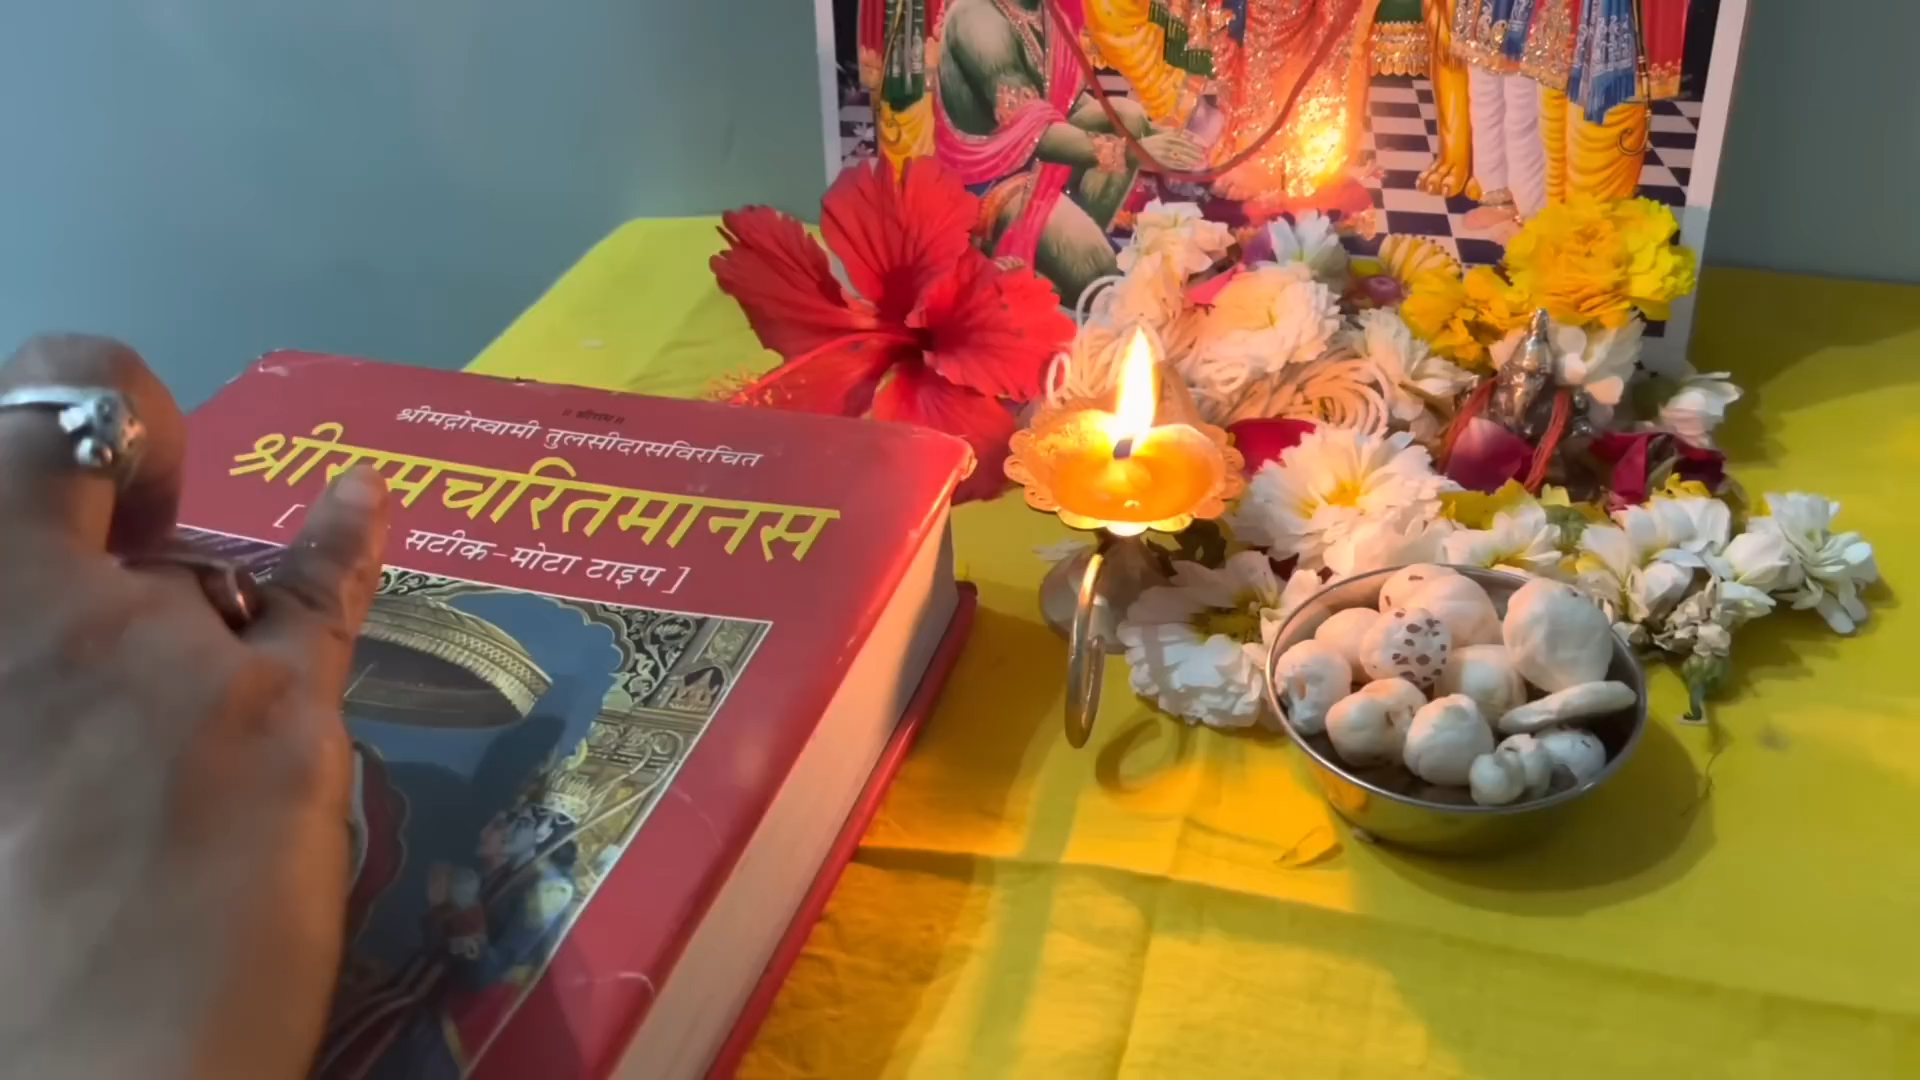 श्रीमद्गोस्वामी तुलसीदासविरचित
श्रीरामचरितमानस
[ सटीक–मोटा टाइप ]